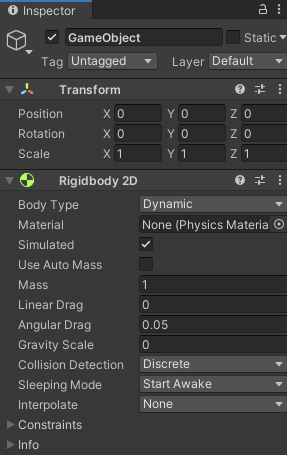 Inspector
GameObject Static
Tag Untagged Layer Default
Transform
Position X 0 Y 0 Z 0
Rotation X 0 Y 0 Z 0
Scale X 1 Y 1 Z 1
Rigidbody 2D
Body Type Dynamic
Material None (Physics Materia
Simulated
Use Auto Mass
Mass 1
Linear Drag 0
Angular Drag 0.05
Gravity Scale 0
Collision Detection Discrete
Sleeping Mode Start Awake
Interpolate None
Constraints
Info